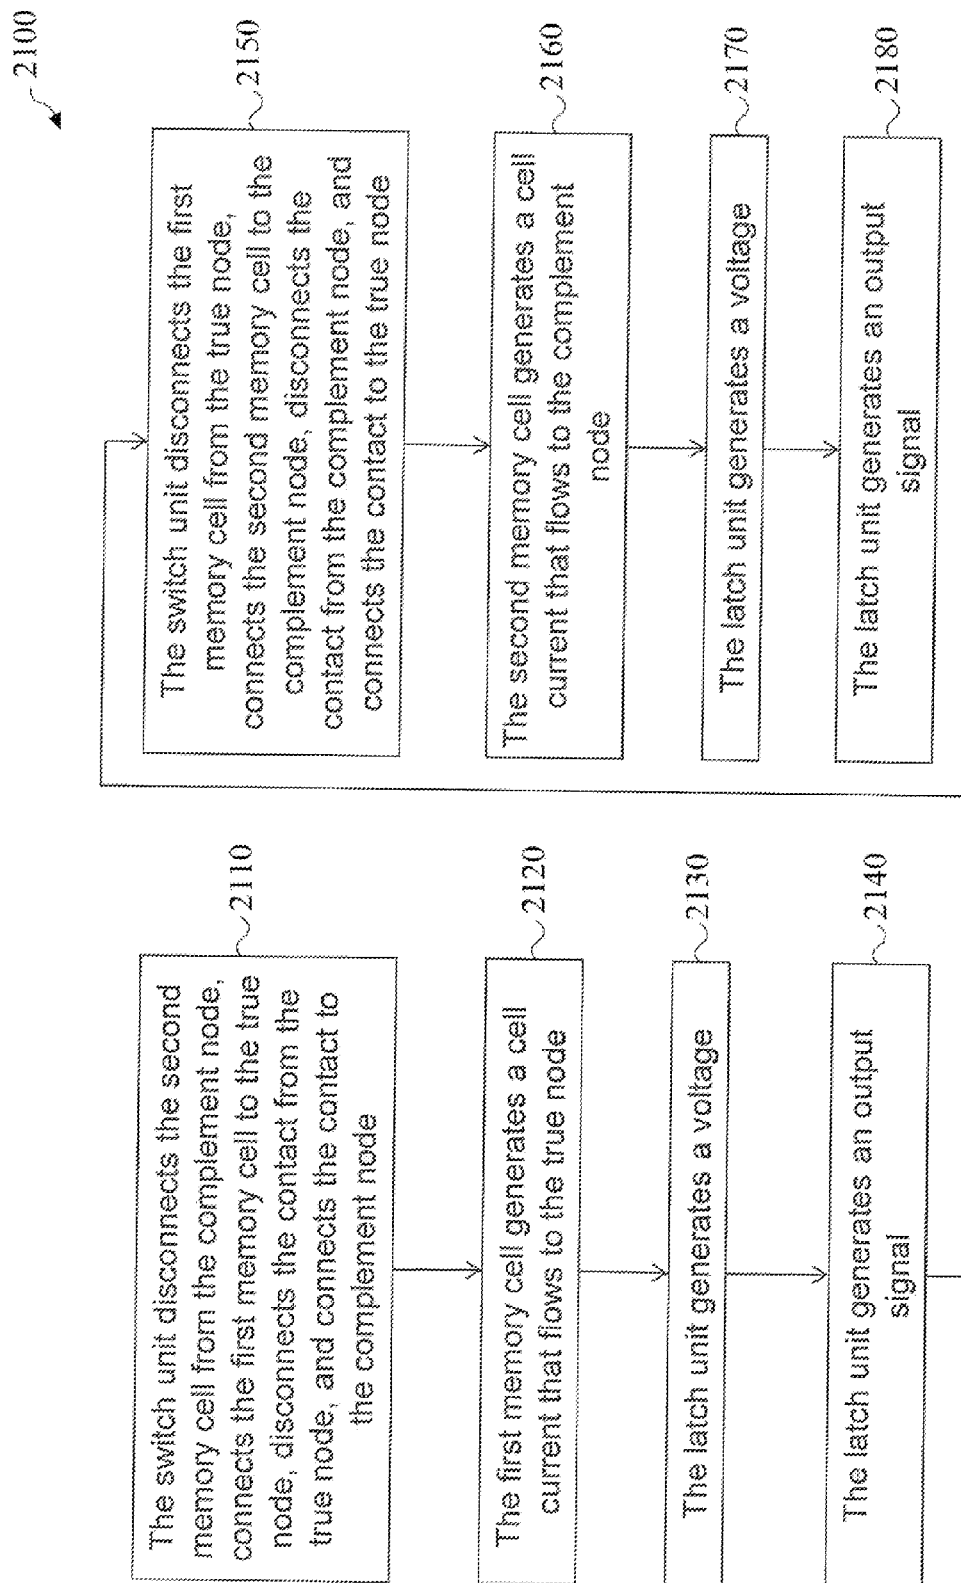 2100
The switch unit disconnects the second
memory cell from the complement node,
connects the first memory cell to the true
node, disconnects the contact from the
true node, and connects the contact to
the complement node
2110
The first memory cell generates a cell
current that flows to the true node
2120
The latch unit generates a voltage
2130
The latch unit generates an output
signal
2140
The switch unit disconnects the first
memory cell from the true node,
connects the second memory cell to the
complement node, disconnects the
contact from the complement node, and
connects the contact to the true node
2150
The second memory cell generates a cell
current that flows to the complement
node
2160
The latch unit generates a voltage
2170
The latch unit generates an output
signal
2180